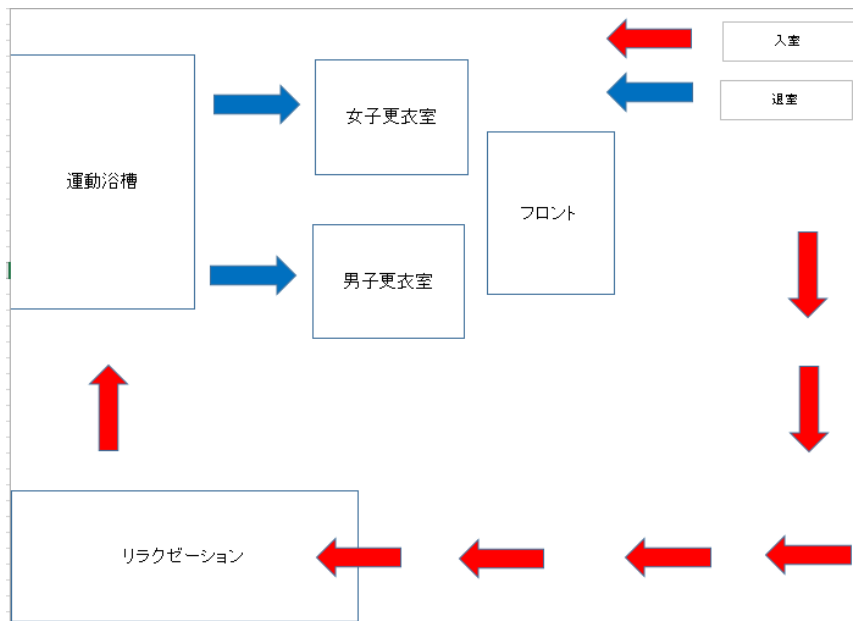 入室
退室
女子更衣室
運動浴槽
フロント
男子更衣室
リラクゼーション